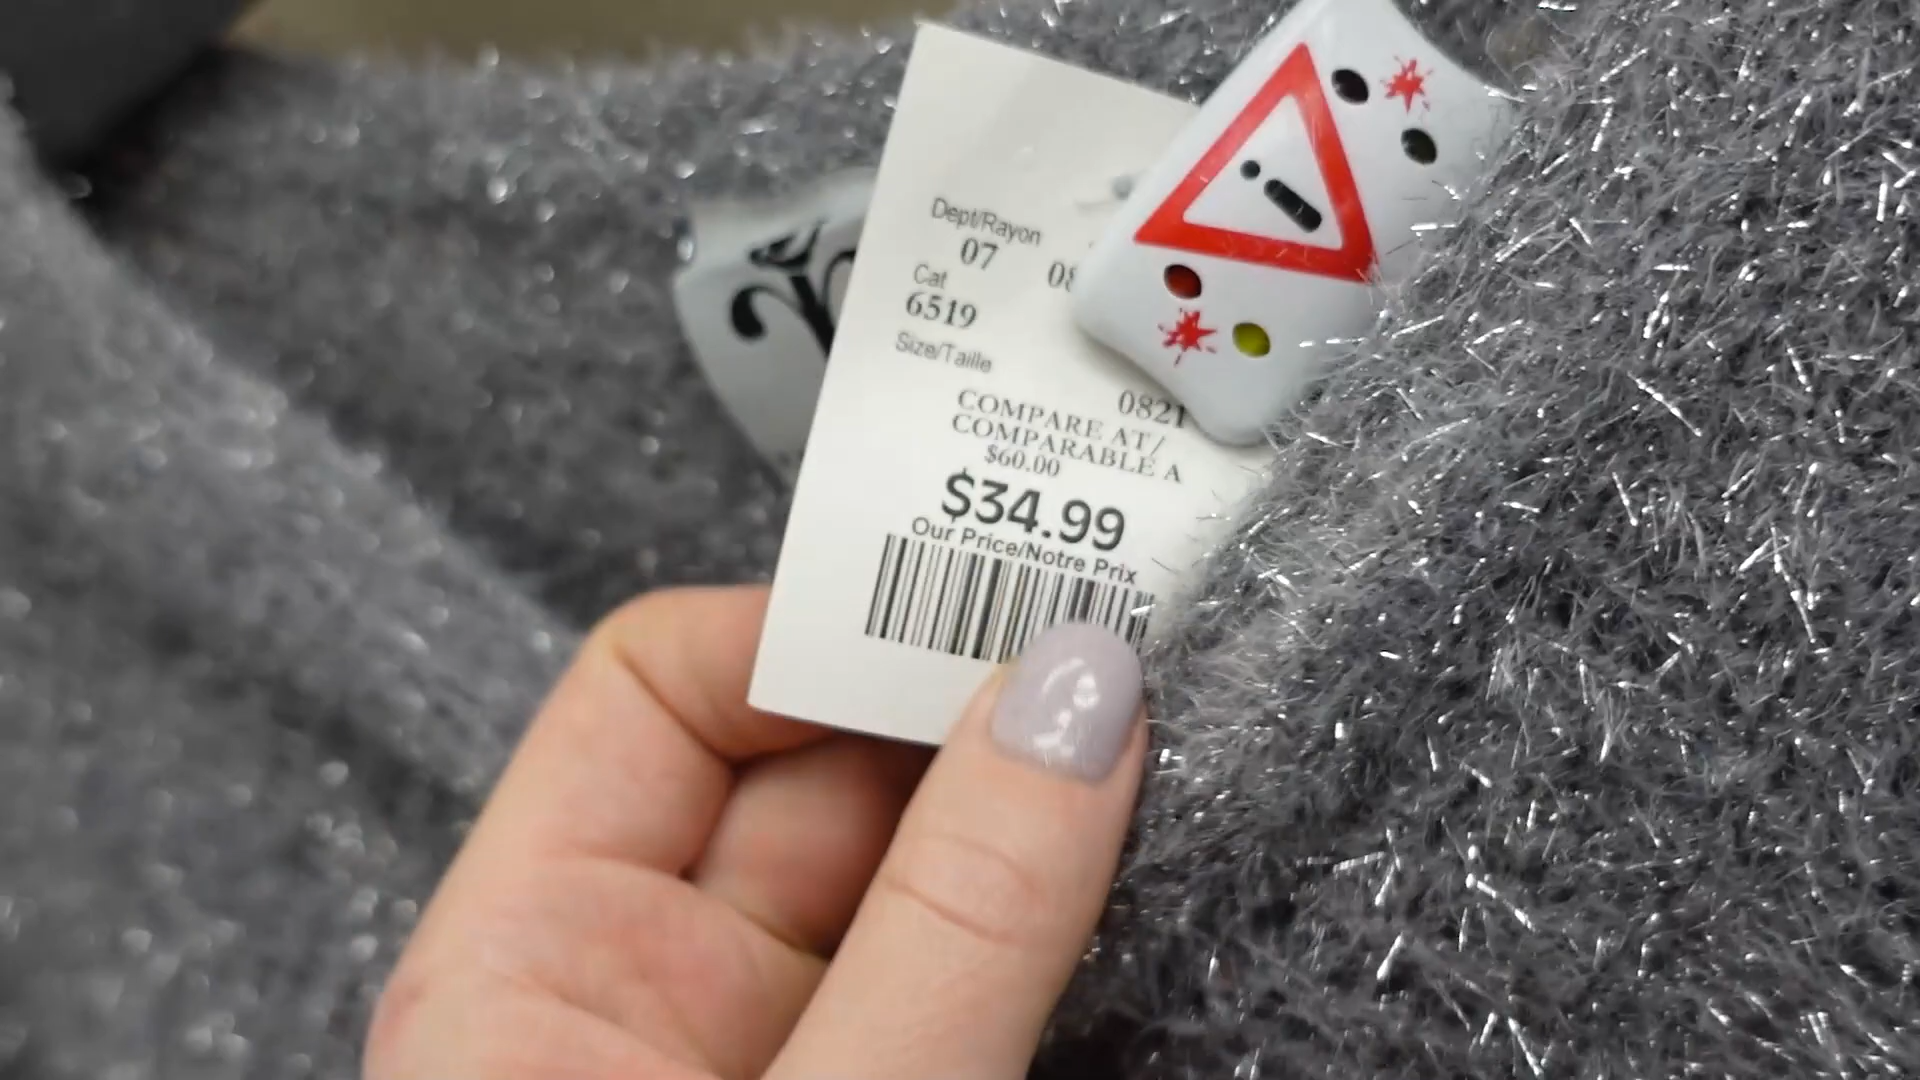 Dept/Rayon
07 08
Cat
6519
Size/Taille
0821
COMPARE AT/
COMPARABLE A
$60.00
$34.99
Our Price/Notre Prix